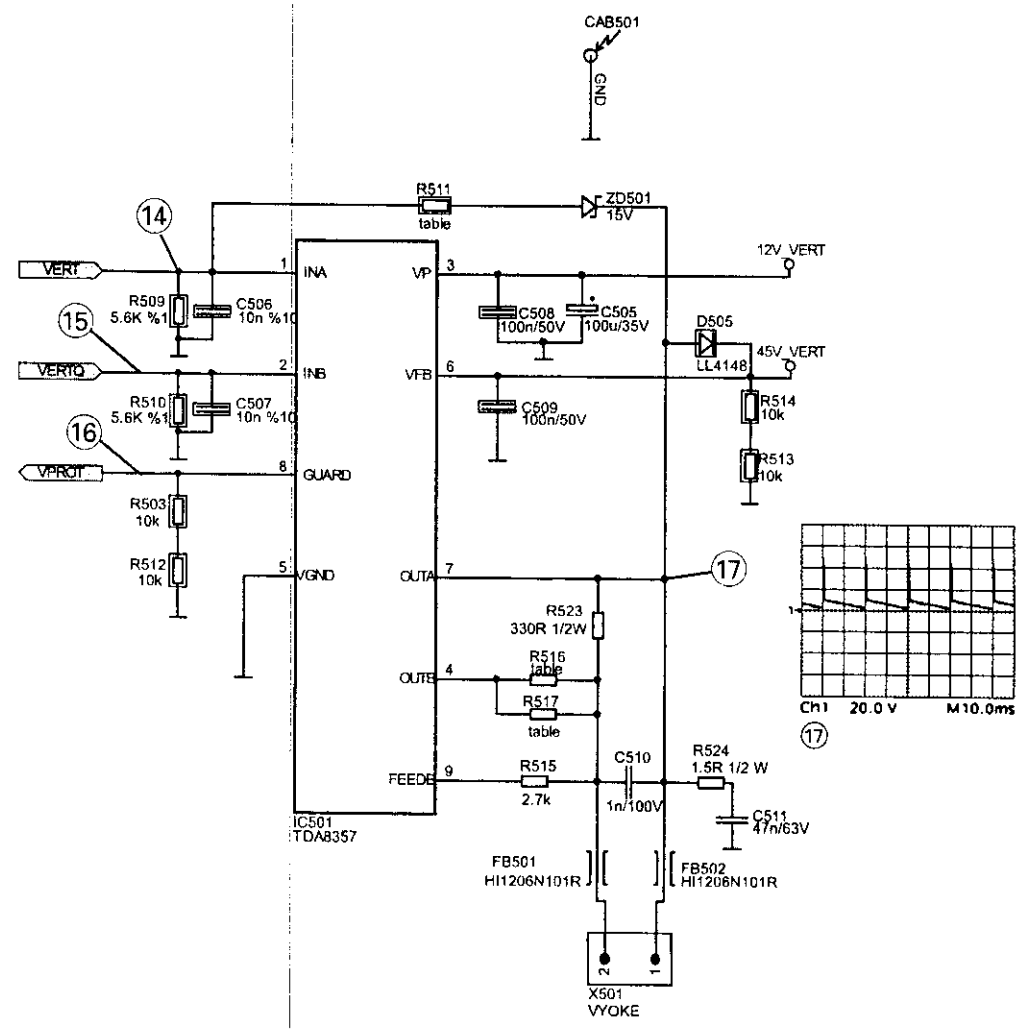 CAB501
GND
R511
table
ZD501
15V
14
VERT
1
INA
VP
3
12V_VERT
R509
5.6K %1
C506
10n %10
C508
100n/50V
C505
100u/35V
15
D505
LL4148
45V_VERT
VERTQ
2
INB
VFB
6
R510
5.6K %1
C507
10n %10
C509
100n/50V
R514
10k
16
VPROT
8
GUARD
R513
10k
R503
10k
R512
10k
5
VGND
OUTA
7
17
R523
330R 1/2W
R516
table
OUTB
4
R517
table
1
Ch1 20.0 V M10.0ms
17
FEEDB
9
R515
2.7k
C510
1n/100V
R524
1.5R 1/2 W
C511
47n/63V
IC501
TDA8357
FB501
HI1206N101R
FB502
HI1206N101R
2
1
X501
VYOKE